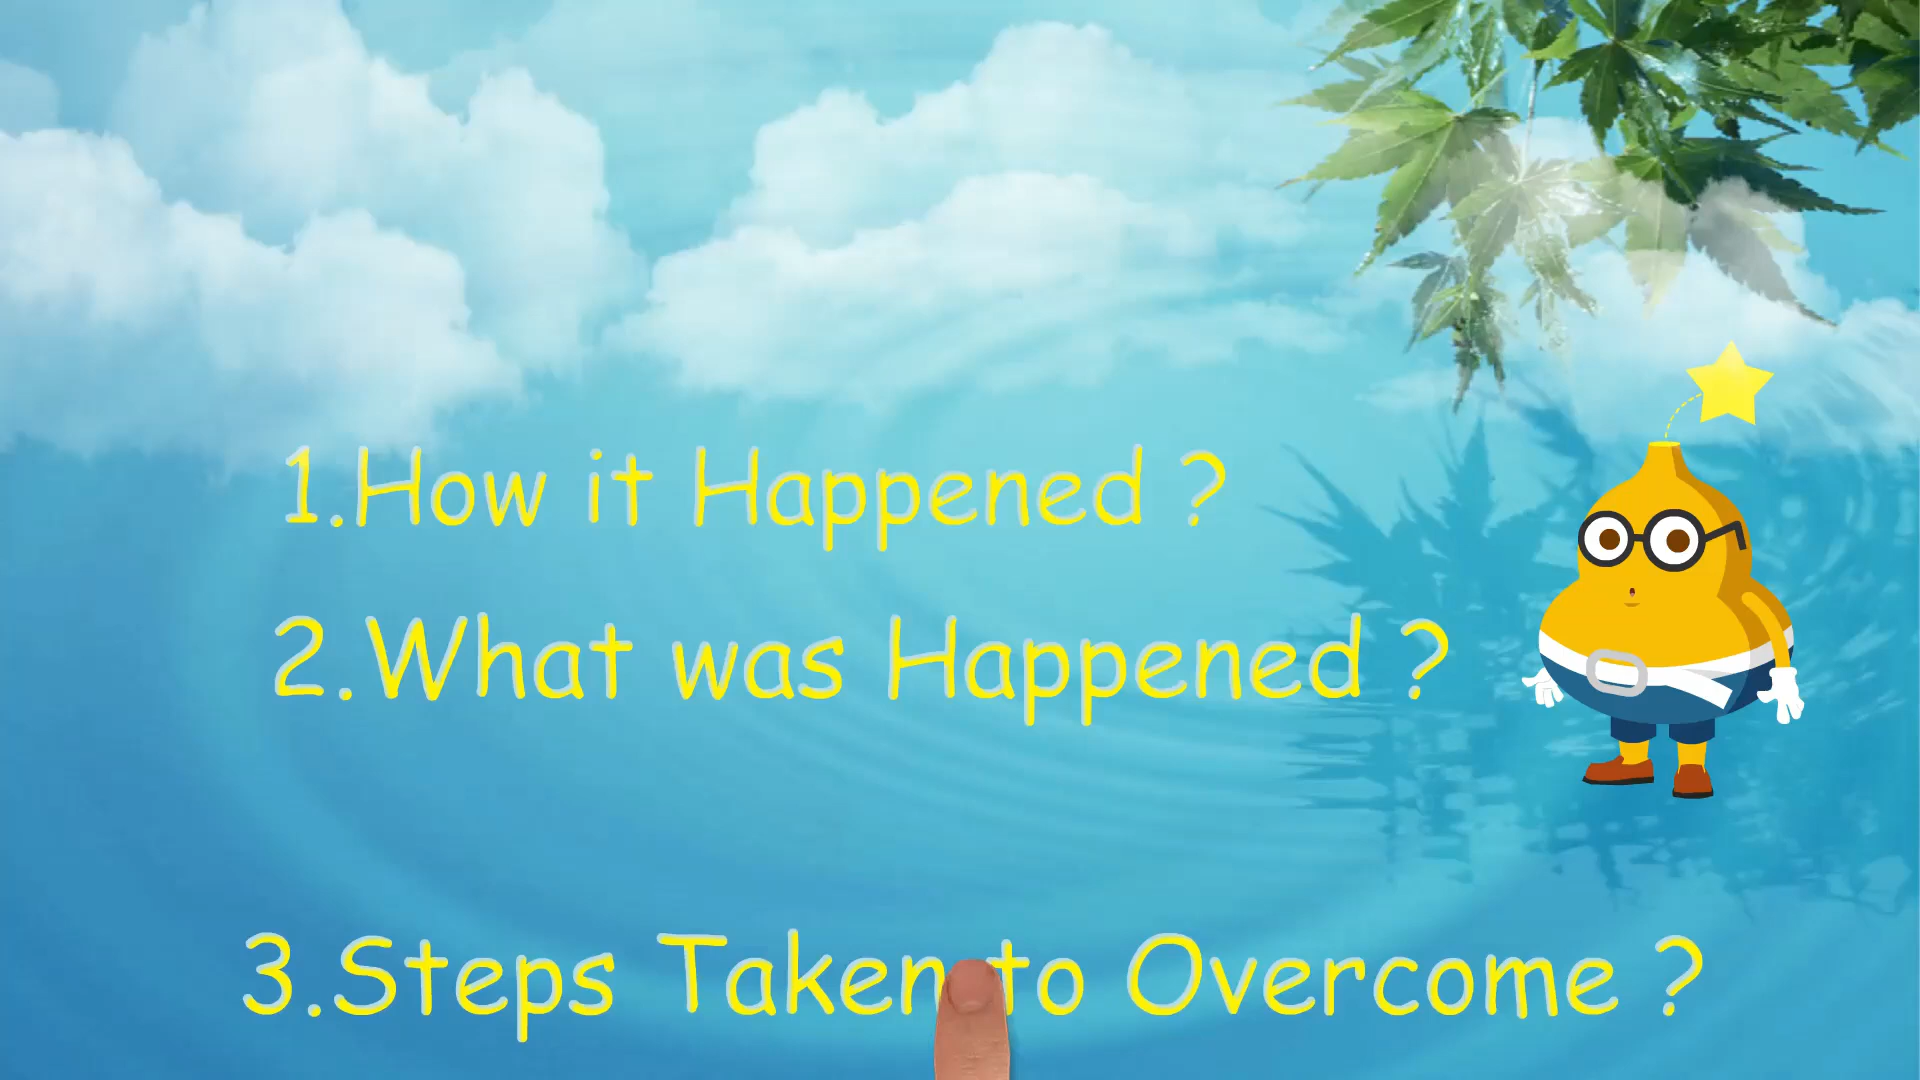 1.How it Happened ?
2.What was Happened ?
3.Steps Taken to Overcome ?